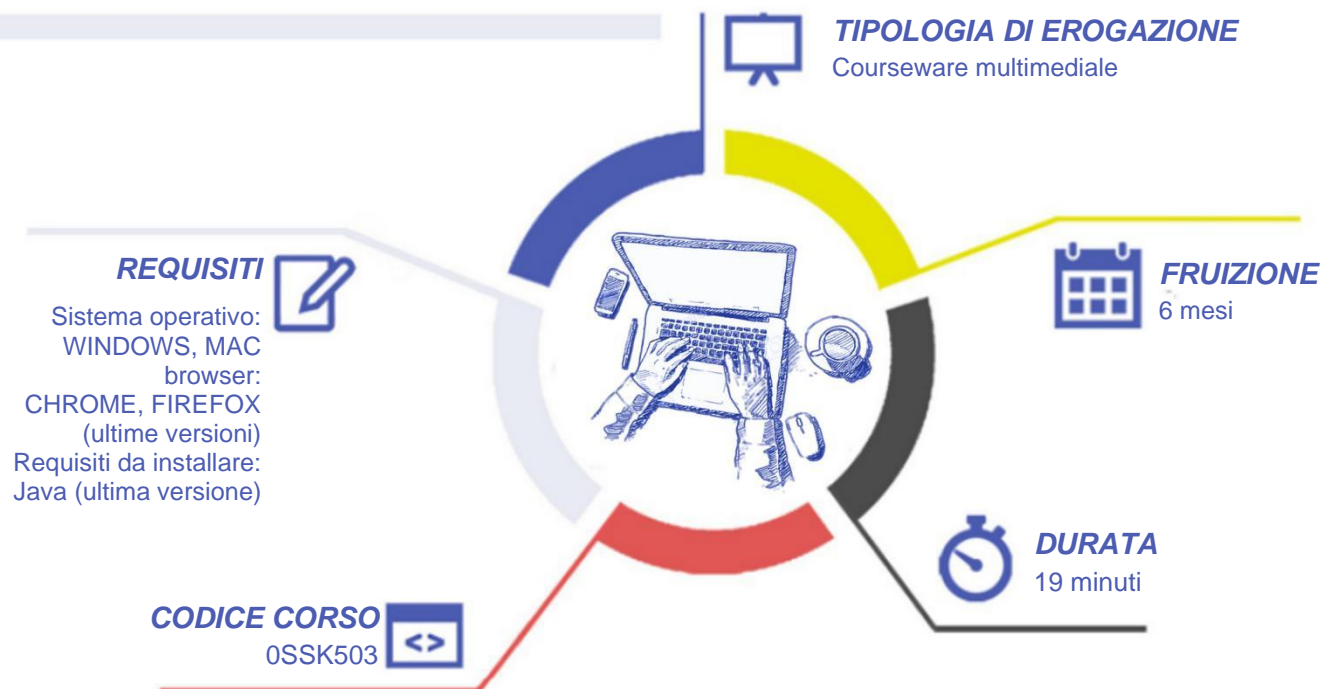 TIPOLOGIA DI EROGAZIONE
Courseware multimediale
REQUISITI
Sistema operativo:
WINDOWS, MAC
browser:
CHROME, FIREFOX
(ultime versioni)
Requisiti da installare:
Java (ultima versione)
FRUIZIONE
6 mesi
DURATA
19 minuti
CODICE CORSO
0SSK503